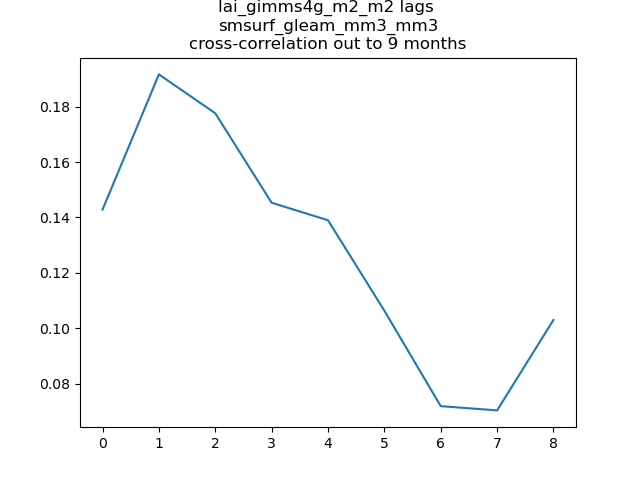 lai_gimms4g_m2_m2 lags
smsurf_gleam_mm3_mm3
cross-correlation out to 9 months
0.18
0.16
0.14
0.12
0.10
0.08
0 1 2 3 4 5 6 7 8